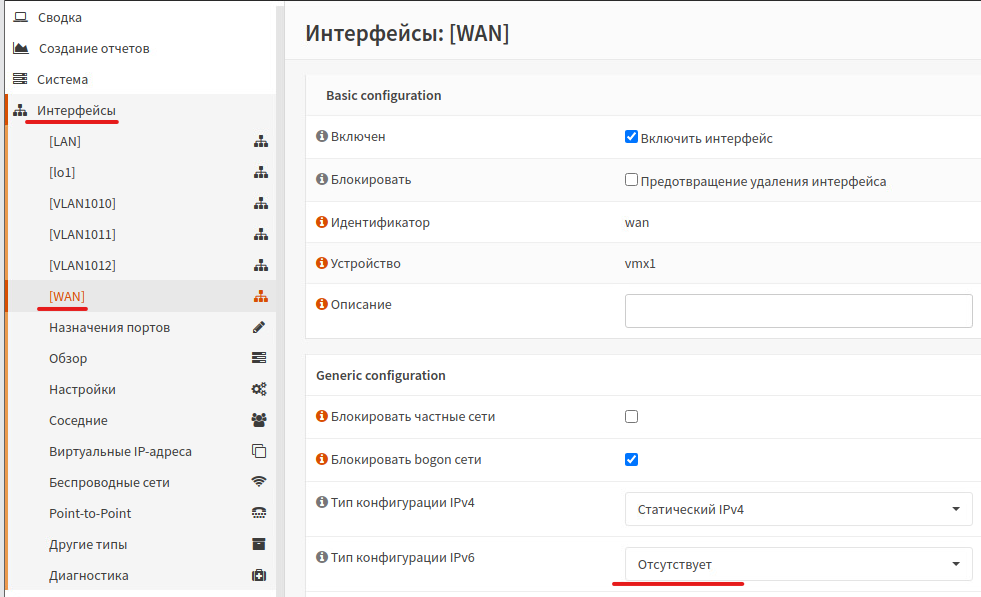 Сводка
Создание отчетов
Система
Интерфейсы
[LAN]
[lo1]
[VLAN1010]
[VLAN1011]
[VLAN1012]
[WAN]
Назначения портов
Обзор
Настройки
Соседние
Виртуальные IP-адреса
Беспроводные сети
Point-to-Point
Другие типы
Диагностика
Интерфейсы: [WAN]
Basic configuration
Включен
Включить интерфейс
Блокировать
Предотвращение удаления интерфейса
Идентификатор
wan
Устройство
vmx1
Описание
Generic configuration
Блокировать частные сети
Блокировать bogon сети
Тип конфигурации IPv4
Статический IPv4
Тип конфигурации IPv6
Отсутствует